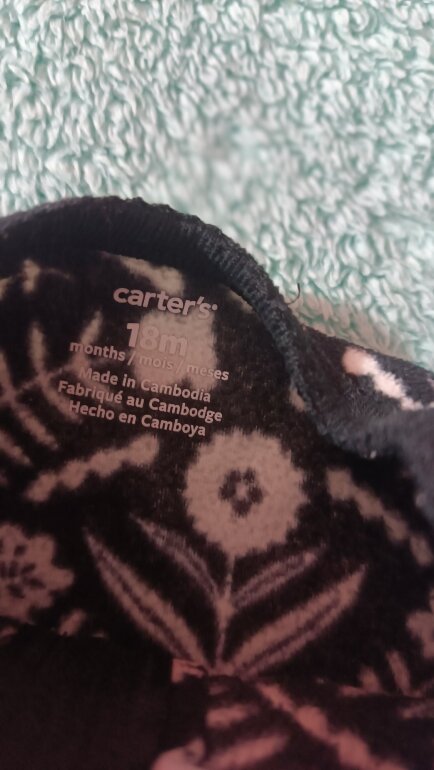 carter's
18m
months / mois / meses
Made in Cambodia
Fabriqué au Cambodge
Hecho en Camboya